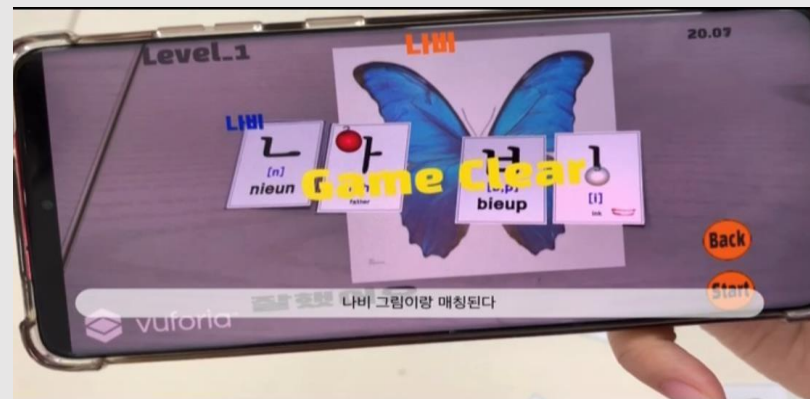 Level_1
나비
20.07
나비
[n]
nieun
father
Game Clear
bieup
[i]
ink
Back
Start
나비 그림이랑 매칭된다
vuforia